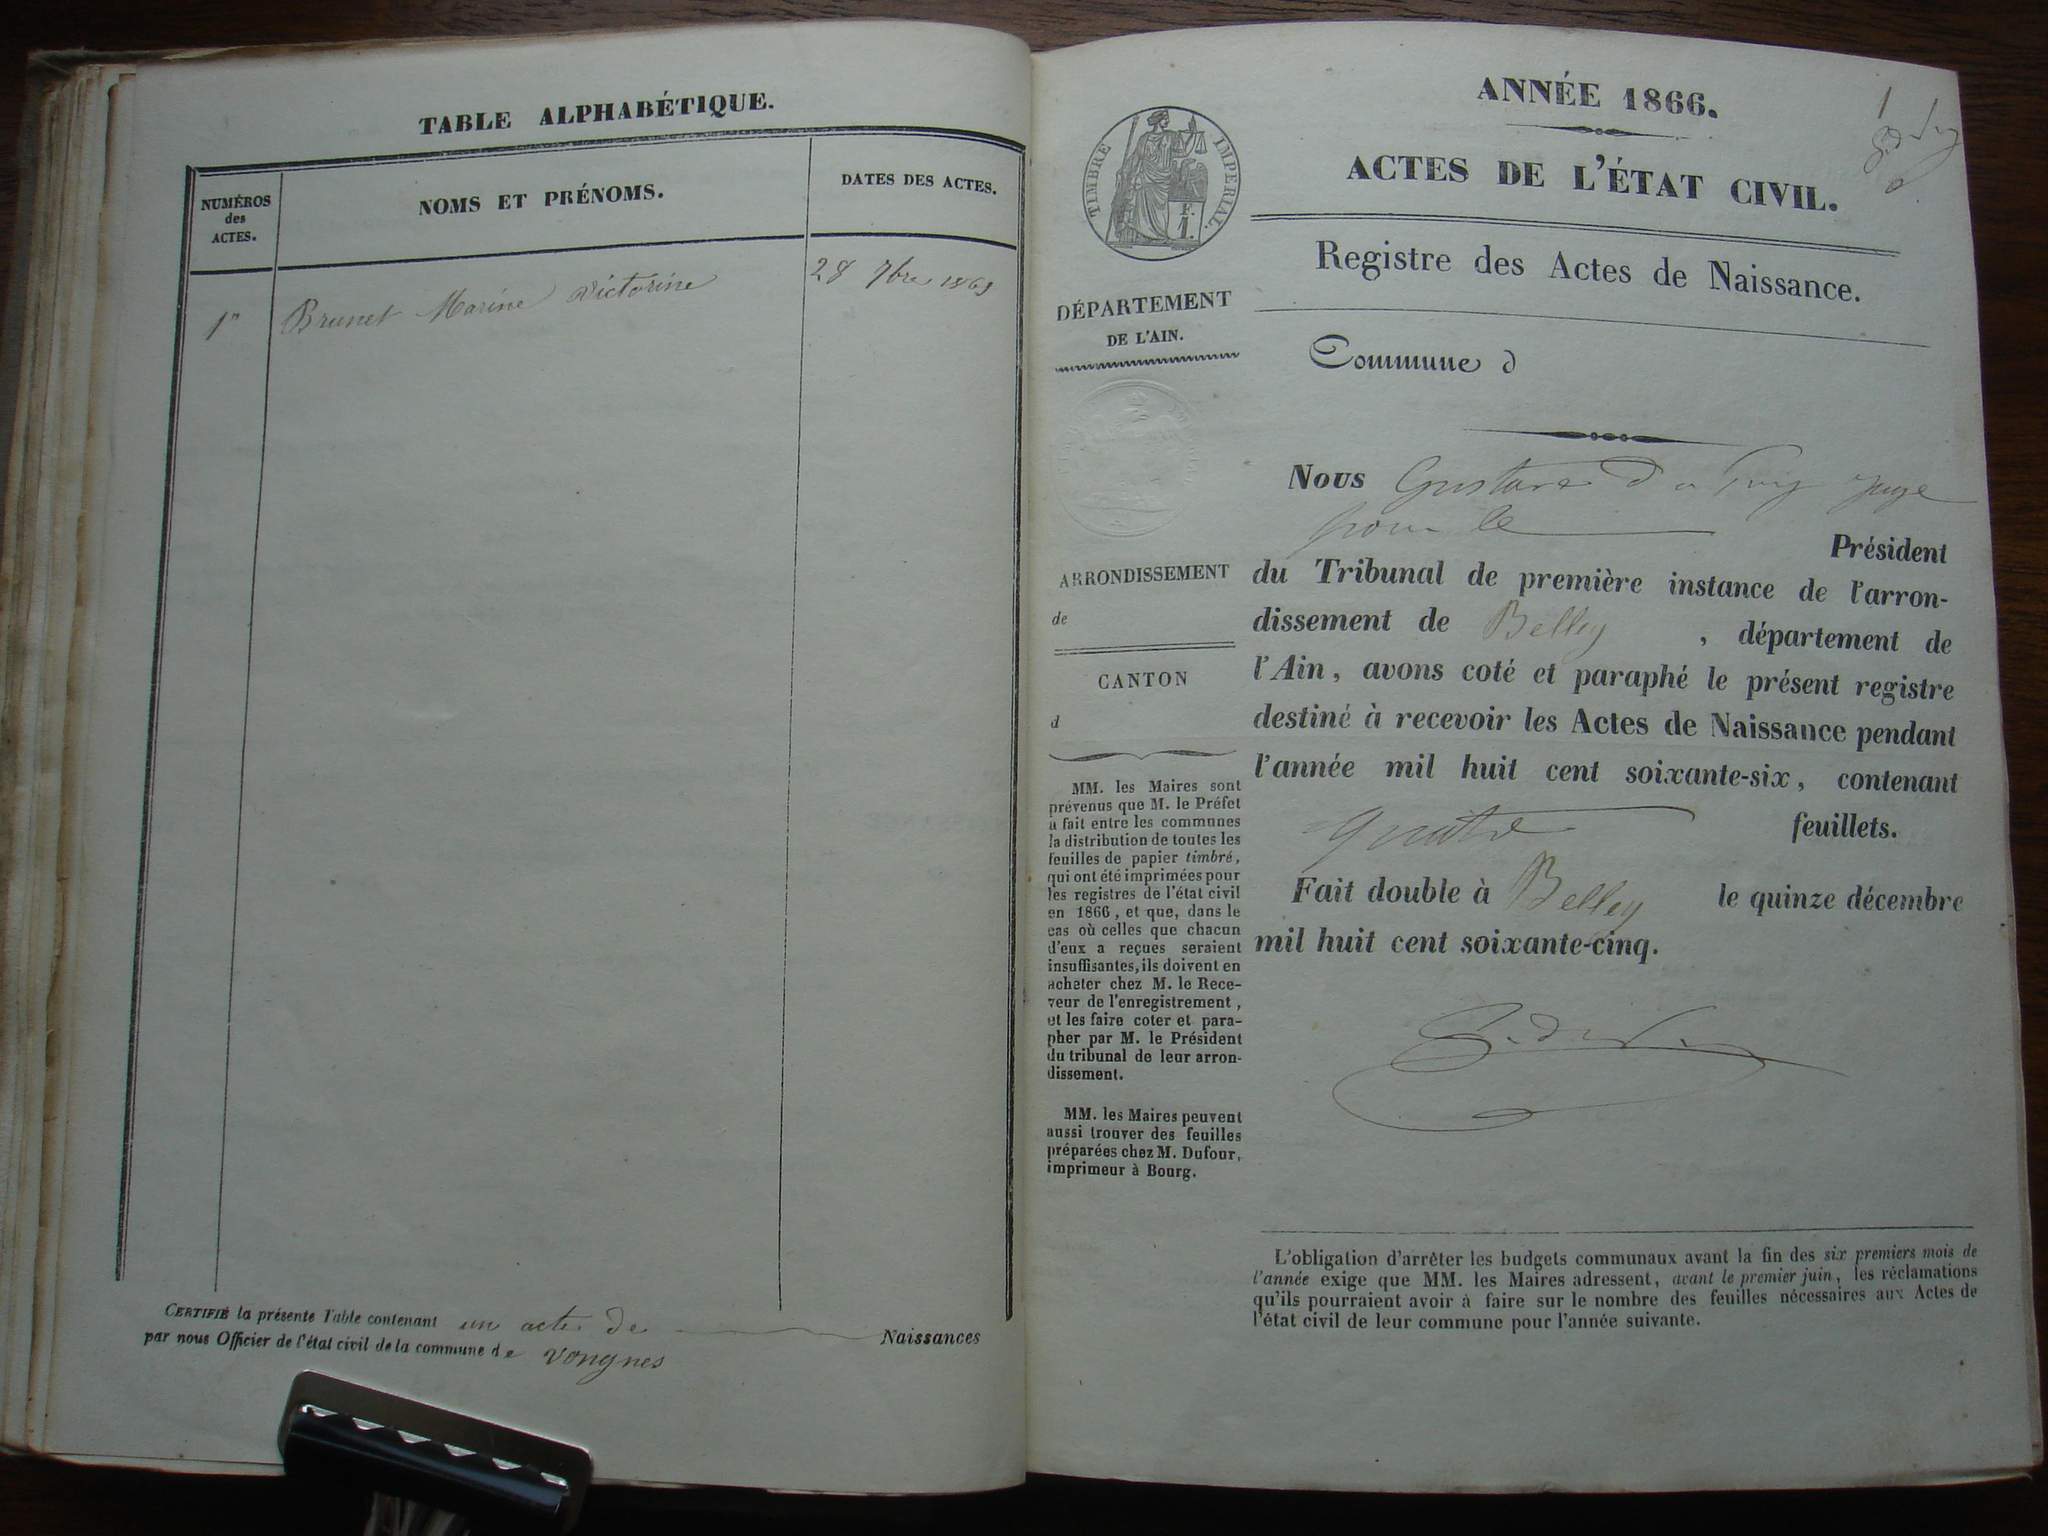 TABLE ALPHABÉTIQUE.
NUMÉROS
des
ACTES.
NOMS ET PRÉNOMS.
DATES DES ACTES.
1"
Brunet Marine Victorine
28 7bre
CERTIFIÉ la présente Table contenant un actes de Naissances
par nous Officier de l'état civil de la commune de Vongnes
1
ANNÉE 1866.
ACTES DE L'ÉTAT CIVIL.
TIMBRE IMPERIAL.
F.
1.
Registre des Actes de Naissance.
DÉPARTEMENT
DE L'AIN.
Commune d
ARRONDISSEMENT
de
CANTON
d
MM. les Maires sont
prévenus que M. le Préfet
a fait entre les communes
la distribution de toutes les
feuilles de papier timbré,
qui ont été imprimées pour
les registres de l'état civil
en 1866, et que, dans le
cas où celles que chacun
d'eux a reçues seraient
insuffisantes, ils doivent en
acheter chez M. le Rece-
veur de l'enregistrement,
et les faire coter et para-
pher par M. le Président
du tribunal de leur arron-
dissement.
MM. les Maires peuvent
aussi trouver des feuilles
préparées chez M. Dufour,
imprimeur à Bourg.
Nous Gustave juge
pour le Président
du Tribunal de première instance de l'arron-
dissement de Belley, département de
l'Ain, avons coté et paraphé le présent registre
destiné à recevoir les Actes de Naissance pendant
l'année mil huit cent soixante-six, contenant
quatre feuillets.
Fait double à Belley le quinze décembre
mil huit cent soixante-cinq.
L'obligation d'arrêter les budgets communaux avant la fin des six premiers mois de
l'année exige que MM. les Maires adressent, avant le premier juin, les réclamations
qu'ils pourraient avoir à faire sur le nombre des feuilles nécessaires aux Actes de
l'état civil de leur commune pour l'année suivante.